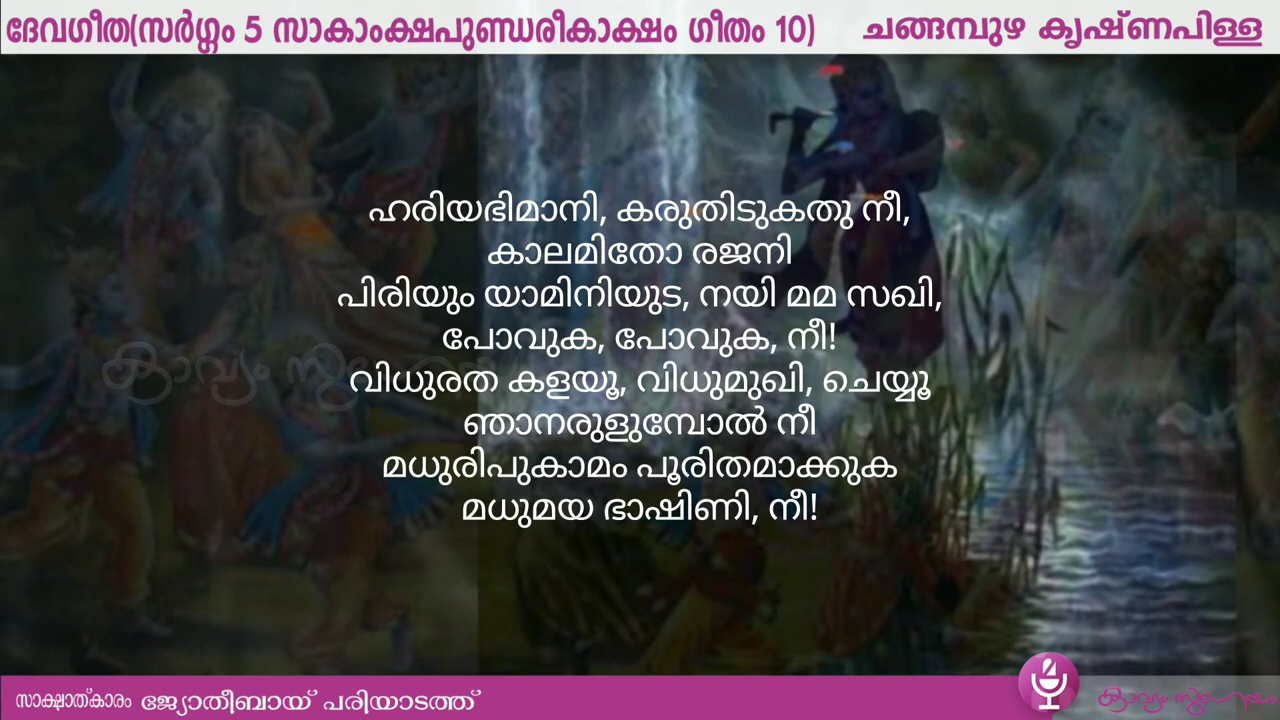 ദേവഗീത(സർഗ്ഗം 5 സാകാംക്ഷപുണ്ഡരീകാക്ഷം ഗീതം 10) ചങ്ങമ്പുഴ കൃഷ്ണപിള്ള
ഹരിയഭിമാനി, കരുതിടുകതു നീ,
കാലമിതോ രജനി
പിരിയും യാമിനിയുട, നയി മമ സഖി,
പോവുക, പോവുക, നീ!
വിധുരത കളയൂ, വിധുമുഖി, ചെയ്യൂ
ഞാനരുളുമ്പോൽ നീ
മധുരിപുകാമം പൂരിതമാക്കുക
മധുമയ ഭാഷിണി, നീ!
സാക്ഷാത്കാരം ജ്യോതീബായ് പരിയാടത്ത്
കാവ്യം